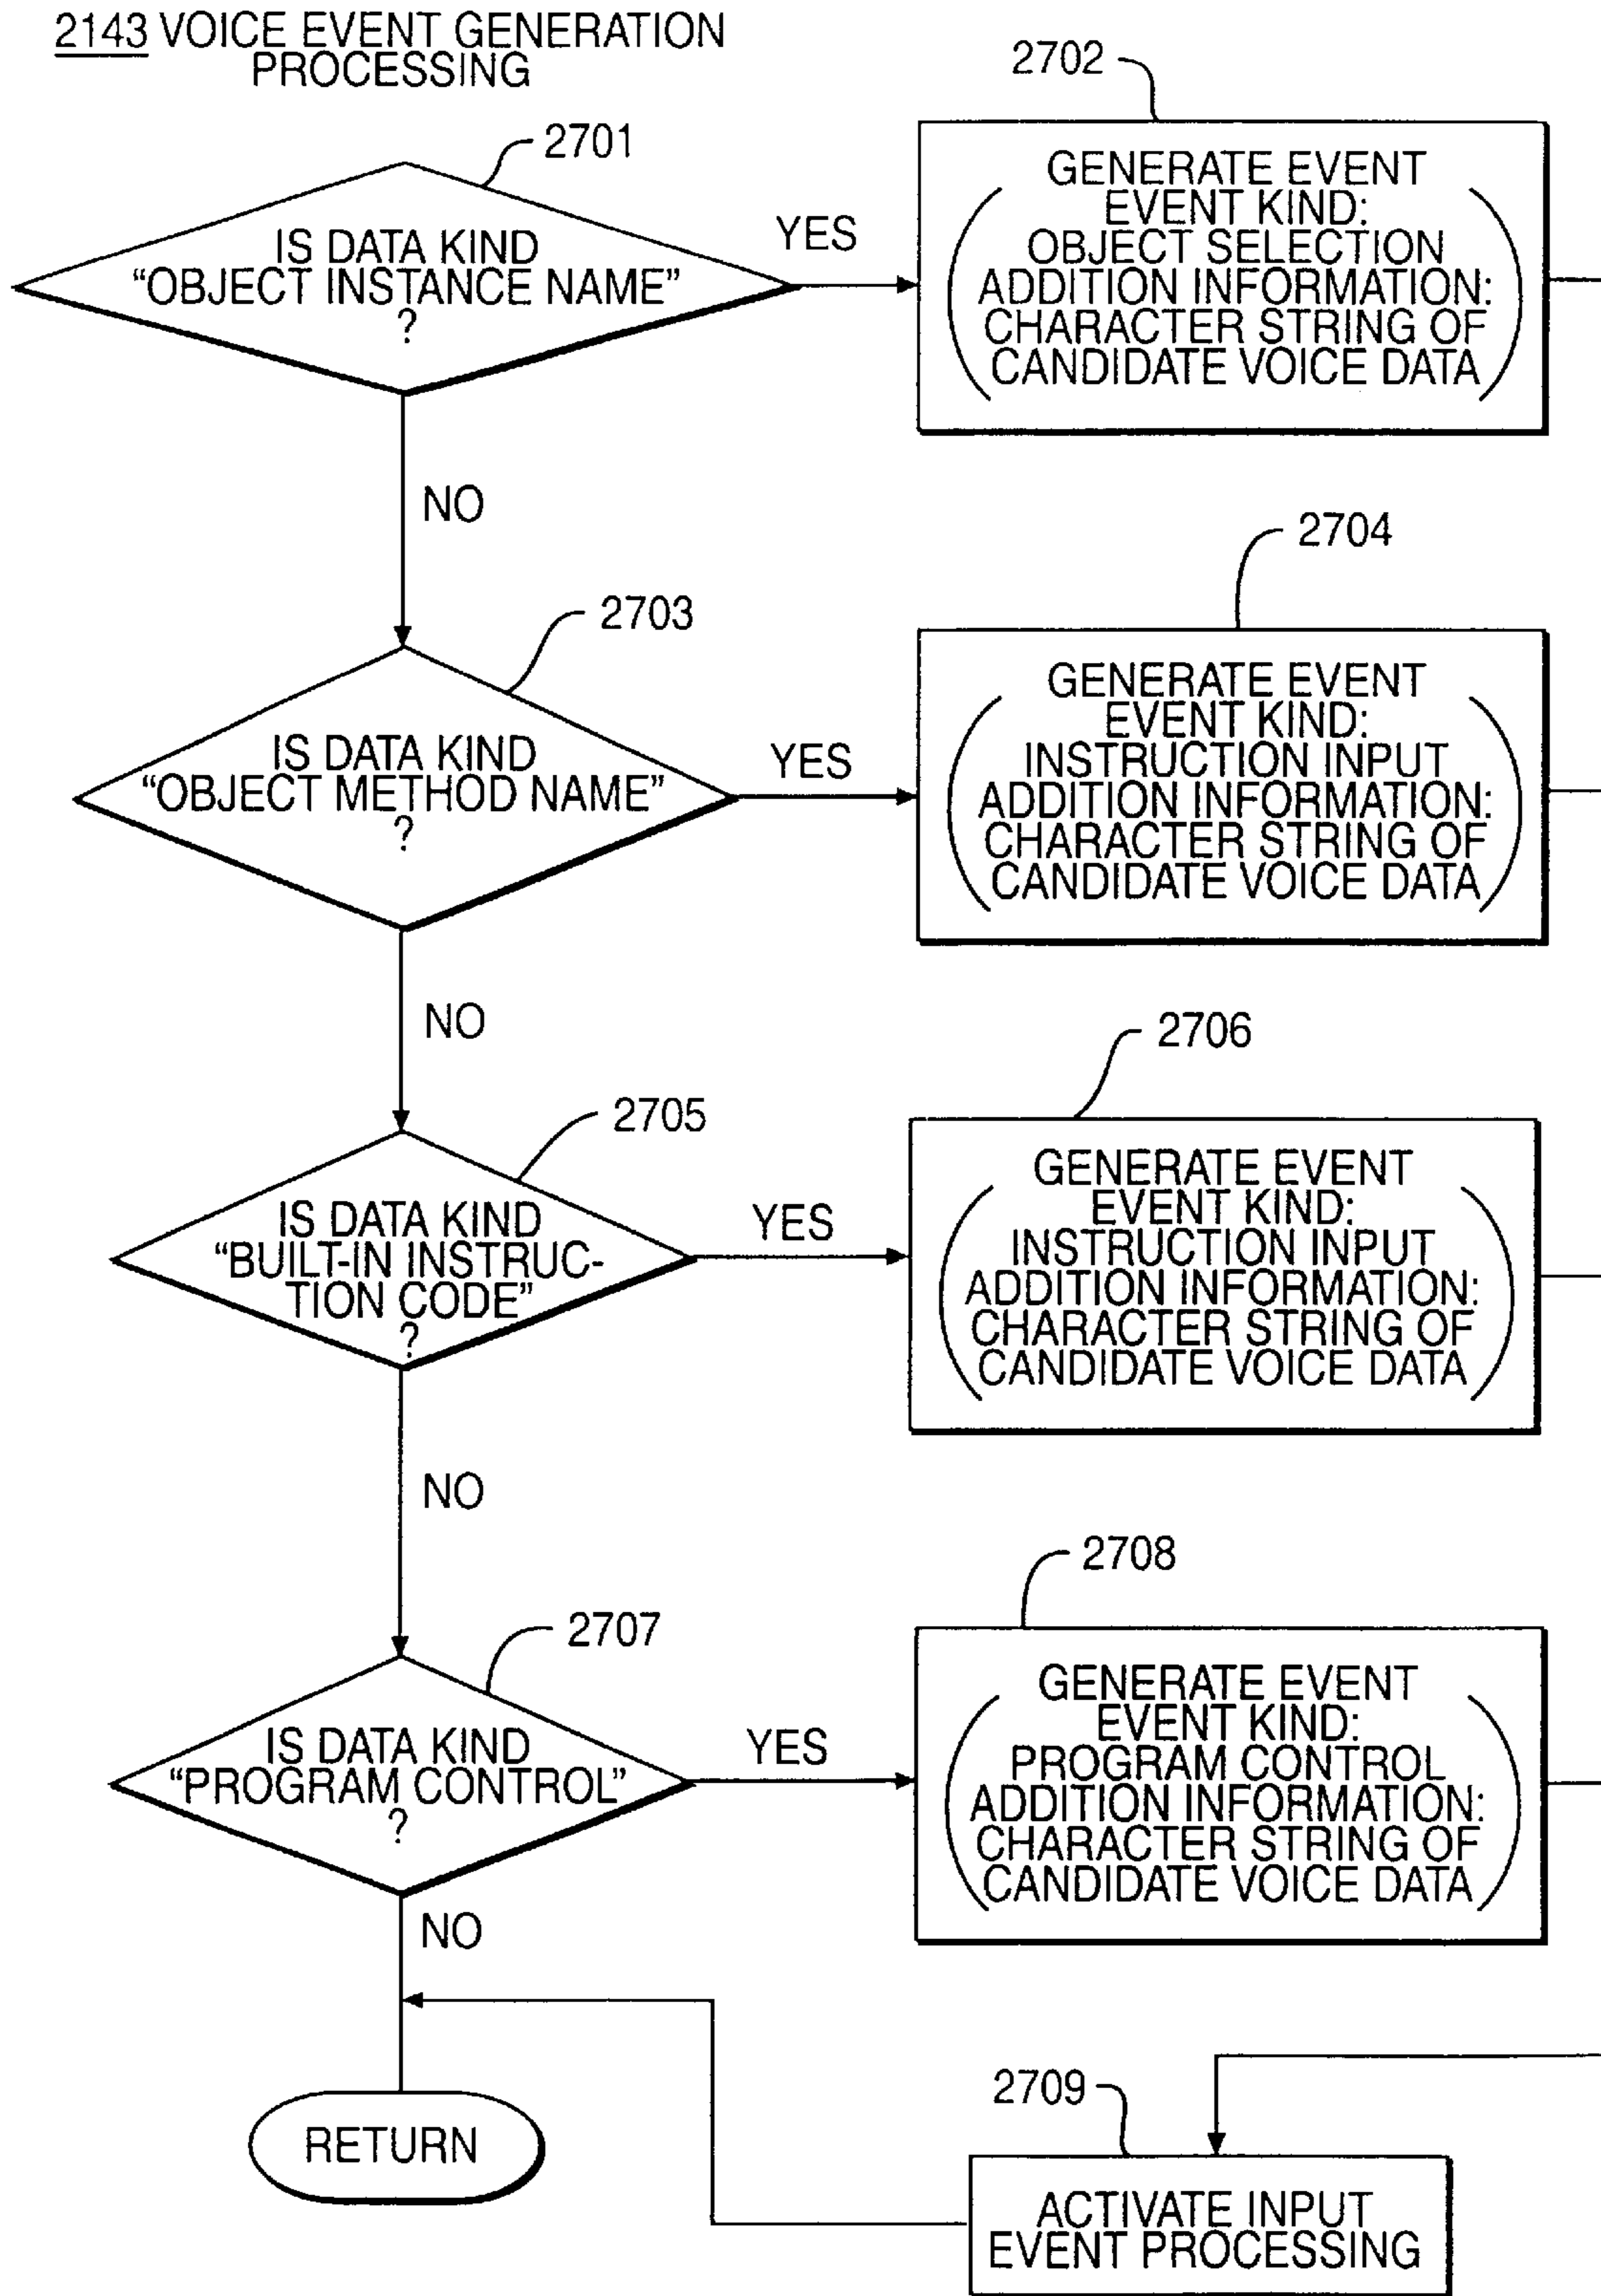 2143 VOICE EVENT GENERATION
PROCESSING
2701
IS DATA KIND
“OBJECT INSTANCE NAME”
?
YES
2702
GENERATE EVENT
EVENT KIND:
OBJECT SELECTION
ADDITION INFORMATION:
CHARACTER STRING OF
CANDIDATE VOICE DATA
NO
2703
IS DATA KIND
“OBJECT METHOD NAME”
?
YES
2704
GENERATE EVENT
EVENT KIND:
INSTRUCTION INPUT
ADDITION INFORMATION:
CHARACTER STRING OF
CANDIDATE VOICE DATA
NO
2705
IS DATA KIND
“BUILT-IN INSTRUC-
TION CODE”
?
YES
2706
GENERATE EVENT
EVENT KIND:
INSTRUCTION INPUT
ADDITION INFORMATION:
CHARACTER STRING OF
CANDIDATE VOICE DATA
NO
2707
IS DATA KIND
“PROGRAM CONTROL”
?
YES
2708
GENERATE EVENT
EVENT KIND:
PROGRAM CONTROL
ADDITION INFORMATION:
CHARACTER STRING OF
CANDIDATE VOICE DATA
NO
RETURN
2709
ACTIVATE INPUT
EVENT PROCESSING